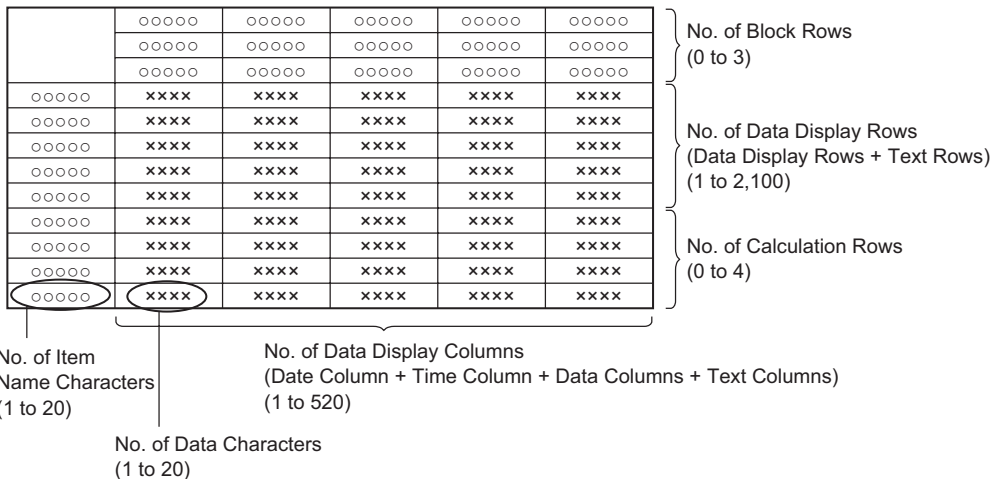 ○○○○○ ○○○○○ ○○○○○ ○○○○○ ○○○○○
○○○○○ ○○○○○ ○○○○○ ○○○○○ ○○○○○
○○○○○ ○○○○○ ○○○○○ ○○○○○ ○○○○○
No. of Block Rows
(0 to 3)
○○○○○ ×××× ×××× ×××× ×××× ××××
○○○○○ ×××× ×××× ×××× ×××× ××××
○○○○○ ×××× ×××× ×××× ×××× ××××
○○○○○ ×××× ×××× ×××× ×××× ××××
○○○○○ ×××× ×××× ×××× ×××× ××××
No. of Data Display Rows
(Data Display Rows + Text Rows)
(1 to 2,100)
○○○○○ ×××× ×××× ×××× ×××× ××××
○○○○○ ×××× ×××× ×××× ×××× ××××
○○○○○ ×××× ×××× ×××× ×××× ××××
○○○○○ ×××× ×××× ×××× ×××× ××××
No. of Calculation Rows
(0 to 4)
No. of Item
Name Characters
(1 to 20)
No. of Data Display Columns
(Date Column + Time Column + Data Columns + Text Columns)
(1 to 520)
No. of Data Characters
(1 to 20)